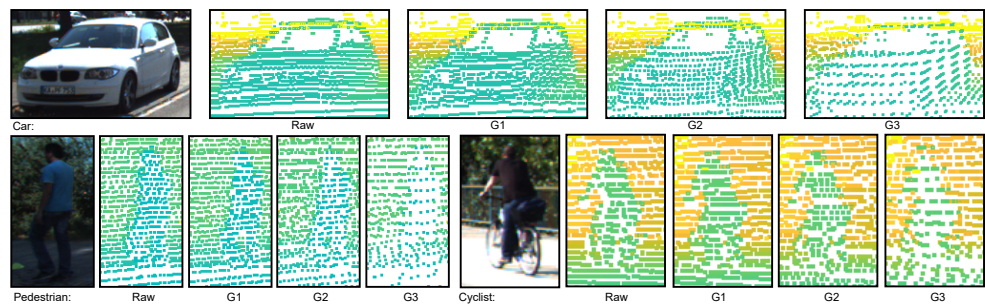 Car: Raw G1 G2 G3
Pedestrian: Raw G1 G2 G3 Cyclist: Raw G1 G2 G3